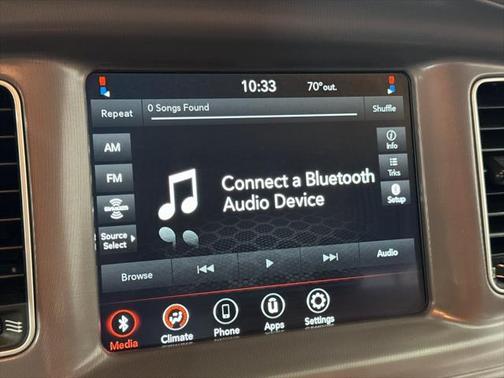 10:33 70°out.
Repeat 0 Songs Found Shuffle
AM
FM
SiriusXM
Source
Select
Connect a Bluetooth
Audio Device
Info
Trks
Setup
Browse Audio
Media Climate Phone Apps Settings